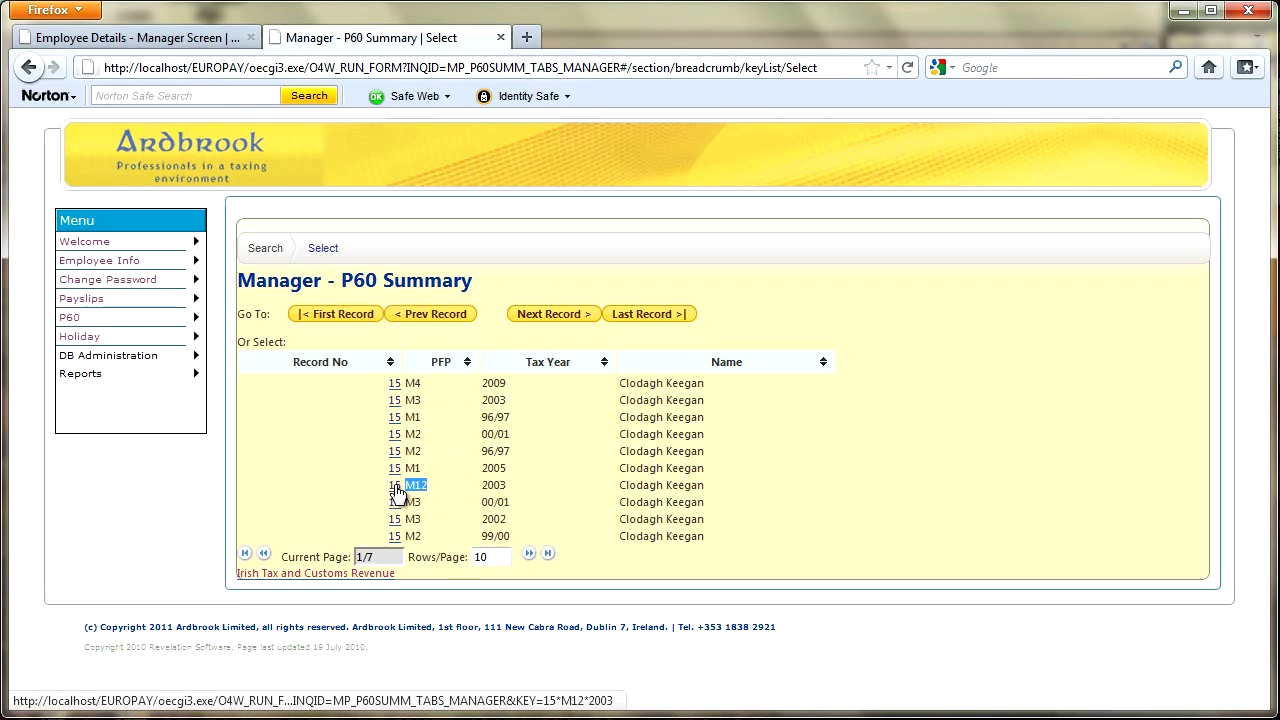 Firefox
Employee Details - Manager Screen | ...
Manager - P60 Summary | Select
http://localhost/EUROPAY/oecgi3.exe/O4W_RUN_FORM?INQID=MP_P60SUMM_TABS_MANAGER#/section/breadcrumb/keyList/Select
Google
Norton
Norton Safe Search
Search
OK
Safe Web
Identity Safe
Ardbrook
Professionals in a taxing
environment
Menu
Welcome
Employee Info
Change Password
Payslips
P60
Holiday
DB Administration
Reports
Search
Select
Manager - P60 Summary
Go To: |< First Record < Prev Record Next Record > Last Record >|
Or Select:
Record No PFP Tax Year Name
15 M4 2009 Clodagh Keegan
15 M3 2003 Clodagh Keegan
15 M1 96/97 Clodagh Keegan
15 M2 00/01 Clodagh Keegan
15 M2 96/97 Clodagh Keegan
15 M1 2005 Clodagh Keegan
15 M12 2003 Clodagh Keegan
M3 00/01 Clodagh Keegan
15 M3 2002 Clodagh Keegan
15 M2 99/00 Clodagh Keegan
Current Page: 1/7 Rows/Page: 10
Irish Tax and Customs Revenue
(c) Copyright 2011 Ardbrook Limited, all rights reserved. Ardbrook Limited, 1st floor, 111 New Cabra Road, Dublin 7, Ireland. | Tel. +353 1838 2921
Copyright 2010 Revelation Software. Page last updated 19 July 2010.
http://localhost/EUROPAY/oecgi3.exe/O4W_RUN_F...INQID=MP_P60SUMM_TABS_MANAGER&KEY=15*M12*2003